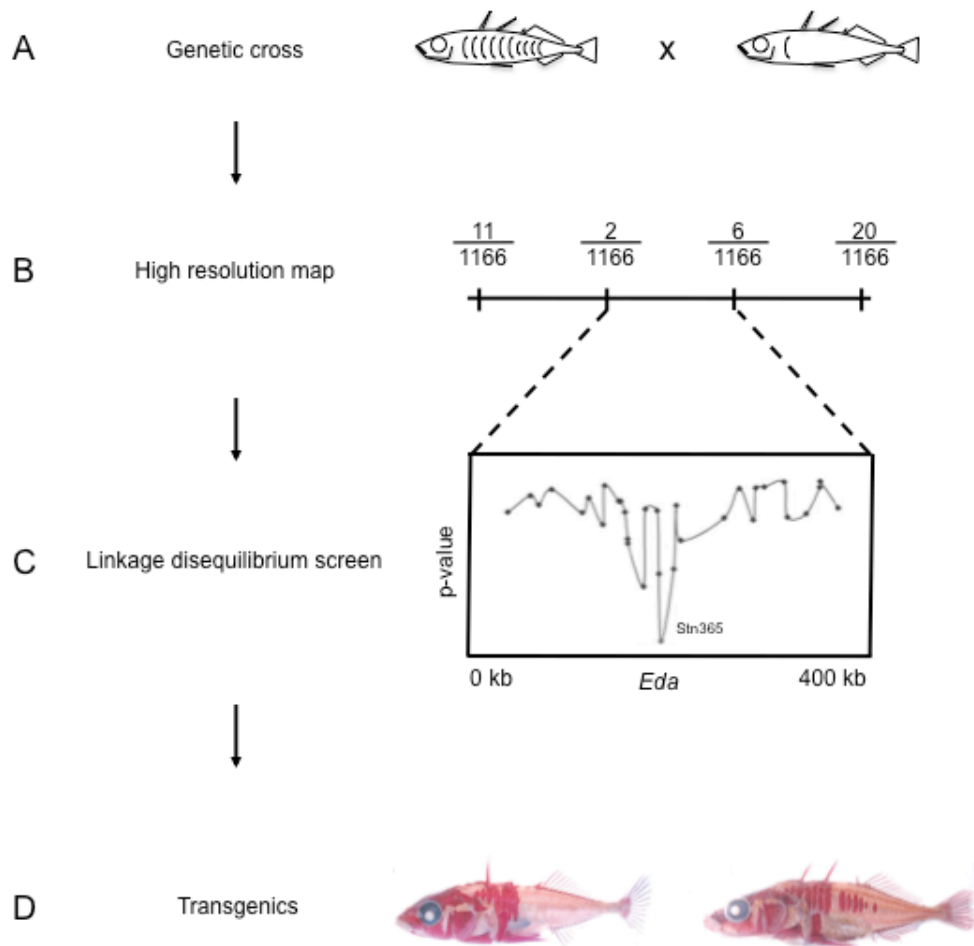 A Genetic cross x
11 2 6 20
1166 1166 1166 1166
B High resolution map
C Linkage disequilibrium screen
p-value
Stn365
0 kb Eda 400 kb
D Transgenics